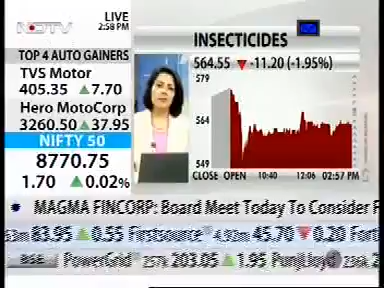 NDTV
LIVE
2:58 PM
TOP 4 AUTO GAINERS
TVS Motor
405.35 ▲7.70
Hero MotoCorp
3260.50 ▲37.95
NIFTY 50
8770.75
1.70 ▲0.02%
INSECTICIDES
564.55 ▼ -11.20 (-1.95%)
579
564
549
CLOSE OPEN 10:40 12:06 02:57 PM
MAGMA FINCORP: Board Meet Today To Consider
83.95 ▲ 0.55 Firstsource 45.70 ▼ 0.20
BSE PowerGrid 257K 203.05 ▲ 1.95 PunjLloyd